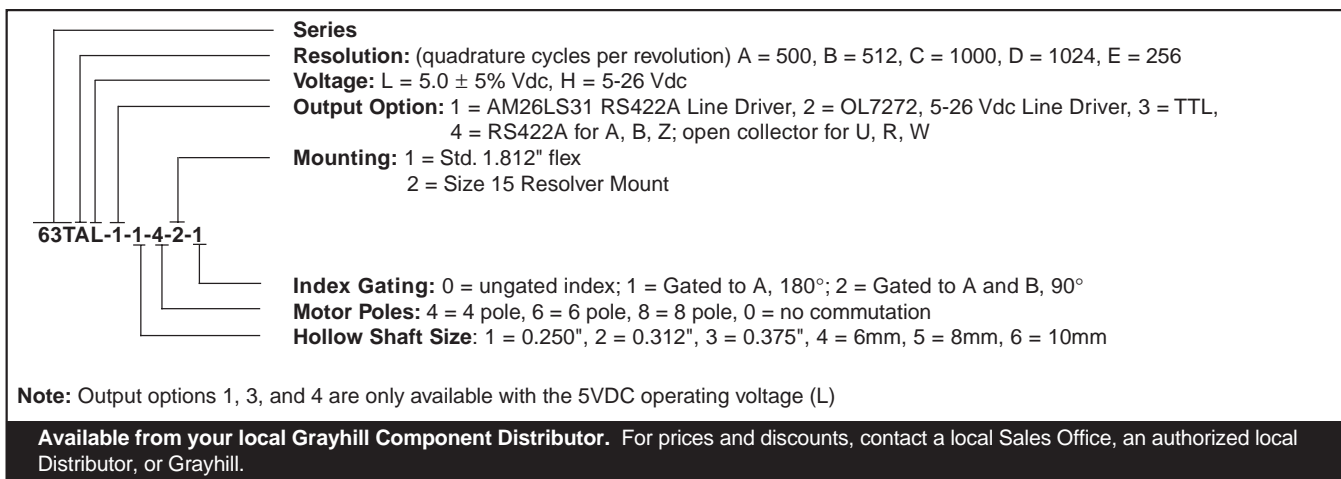 Series
Resolution: (quadrature cycles per revolution) A = 500, B = 512, C = 1000, D = 1024, E = 256
Voltage: L = 5.0 ± 5% Vdc, H = 5-26 Vdc
Output Option: 1 = AM26LS31 RS422A Line Driver, 2 = OL7272, 5-26 Vdc Line Driver, 3 = TTL,
4 = RS422A for A, B, Z; open collector for U, R, W
Mounting: 1 = Std. 1.812" flex
2 = Size 15 Resolver Mount
63TAL-1-1-4-2-1
Index Gating: 0 = ungated index; 1 = Gated to A, 180°; 2 = Gated to A and B, 90°
Motor Poles: 4 = 4 pole, 6 = 6 pole, 8 = 8 pole, 0 = no commutation
Hollow Shaft Size: 1 = 0.250", 2 = 0.312", 3 = 0.375", 4 = 6mm, 5 = 8mm, 6 = 10mm
Note: Output options 1, 3, and 4 are only available with the 5VDC operating voltage (L)
Available from your local Grayhill Component Distributor. For prices and discounts, contact a local Sales Office, an authorized local
Distributor, or Grayhill.